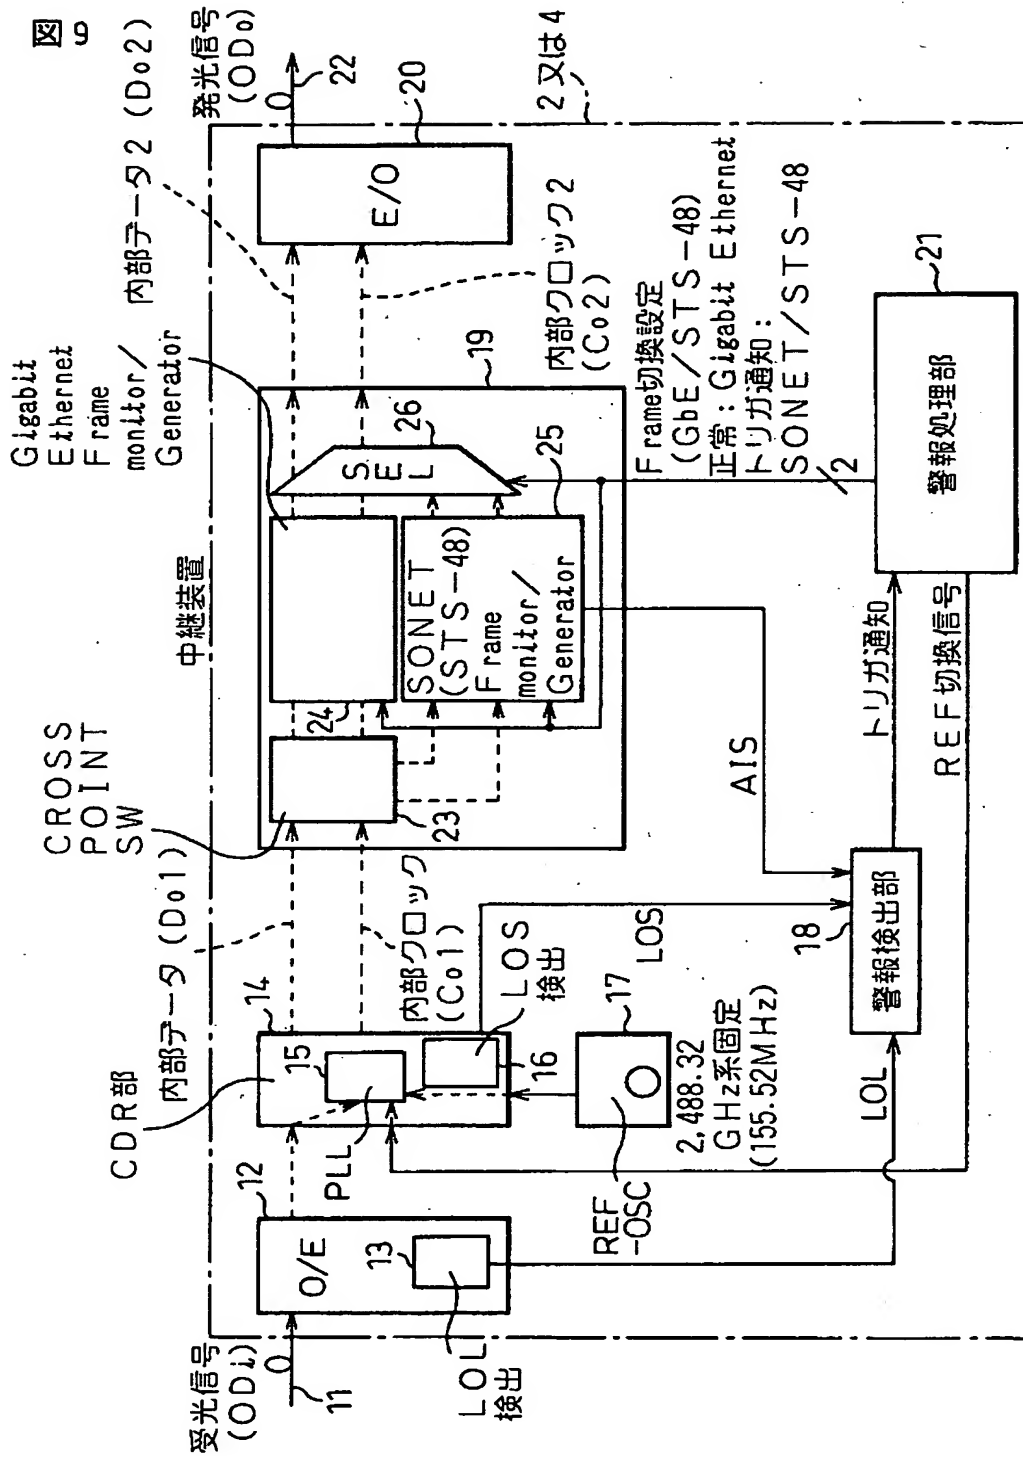 図9
受光信号
(ODi)
11
12
O/E
13
LOL
検出
CDR部
内部データ (Do1)
14
15
PLL
16
LOS
検出
内部クロック
(Co1)
REF
-OSC
17
2,488.32
GHz系固定
(155.52MHz)
LOS
LOL
18
警報検出部
AIS
トリガ通知
REF切換信号
中継装置
CROSS
POINT
SW
23
24
Gigabit
Ethernet
Frame
monitor/
Generator
SONET
(STS-48)
Frame
monitor/
Generator
25
SEL
26
19
内部データ2 (Do2)
内部クロック2
(Co2)
Frame切換設定
(GbE/STS-48)
正常:Gigabit Ethernet
トリガ通知:
SONET/STS-48
2
警報処理部
21
E/O
20
発光信号
(ODo)
22
2又は4